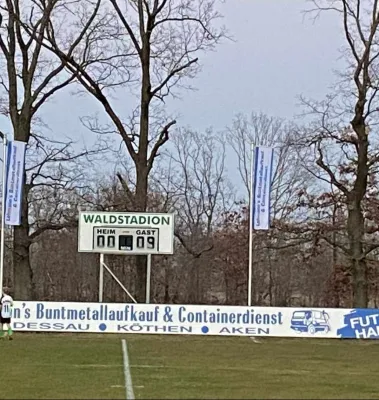 WALDSTADION
HEIM GAST
00 09
n's Buntmetallaufkauf & Containerdienst
DESSAU • KÖTHEN • AKEN
FUT
HA